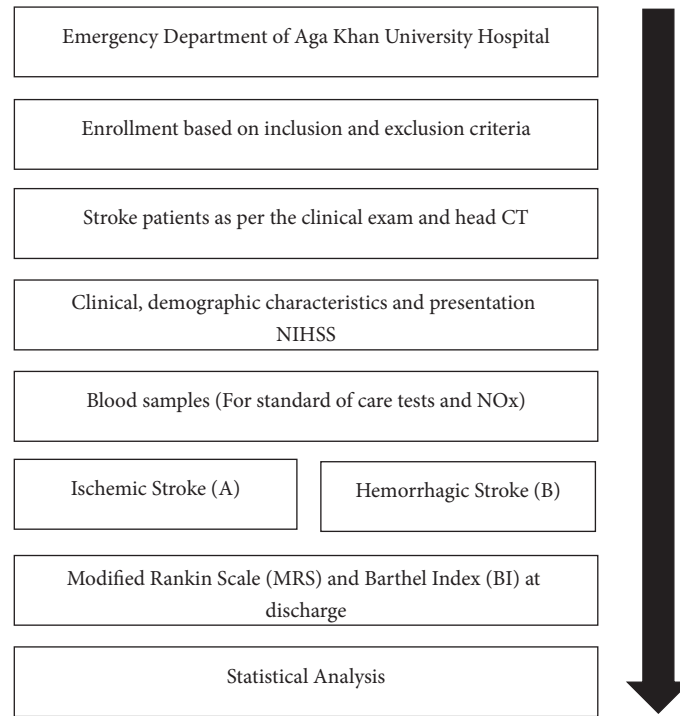 Emergency Department of Aga Khan University Hospital
Enrollment based on inclusion and exclusion criteria
Stroke patients as per the clinical exam and head CT
Clinical, demographic characteristics and presentation
NIHSS
Blood samples (For standard of care tests and NOx)
Ischemic Stroke (A)
Hemorrhagic Stroke (B)
Modified Rankin Scale (MRS) and Barthel Index (BI) at
discharge
Statistical Analysis